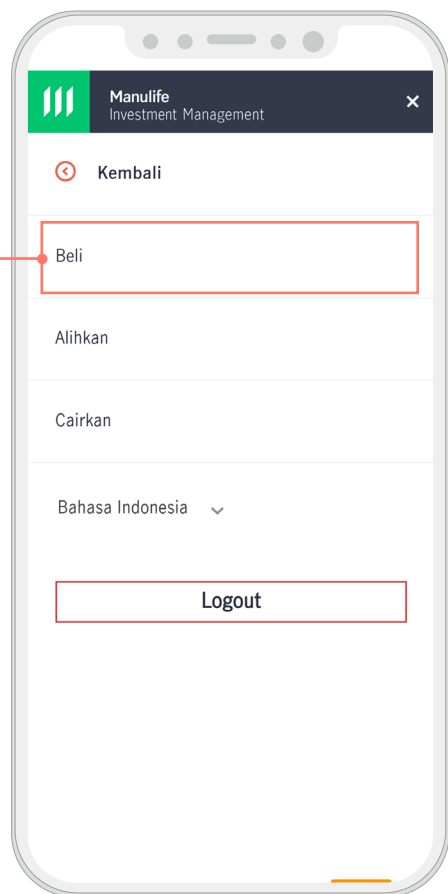 Manulife
Investment Management
Kembali
Beli
Alihkan
Cairkan
Bahasa Indonesia
Logout